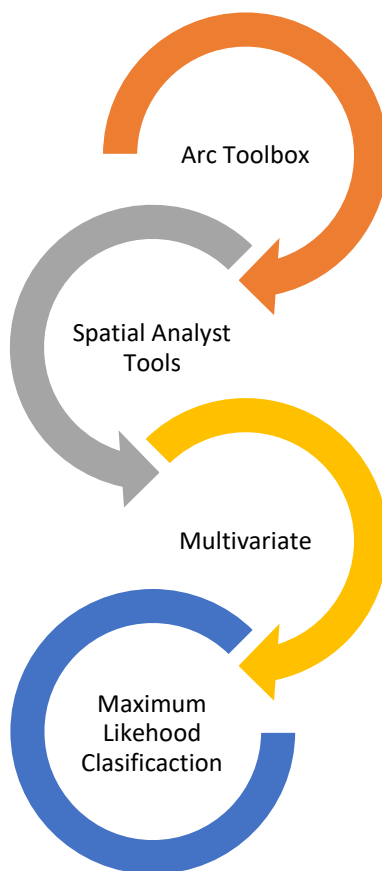 Arc Toolbox
Spatial Analyst
Tools
Multivariate
Maximum
Likehood
Clasificaction